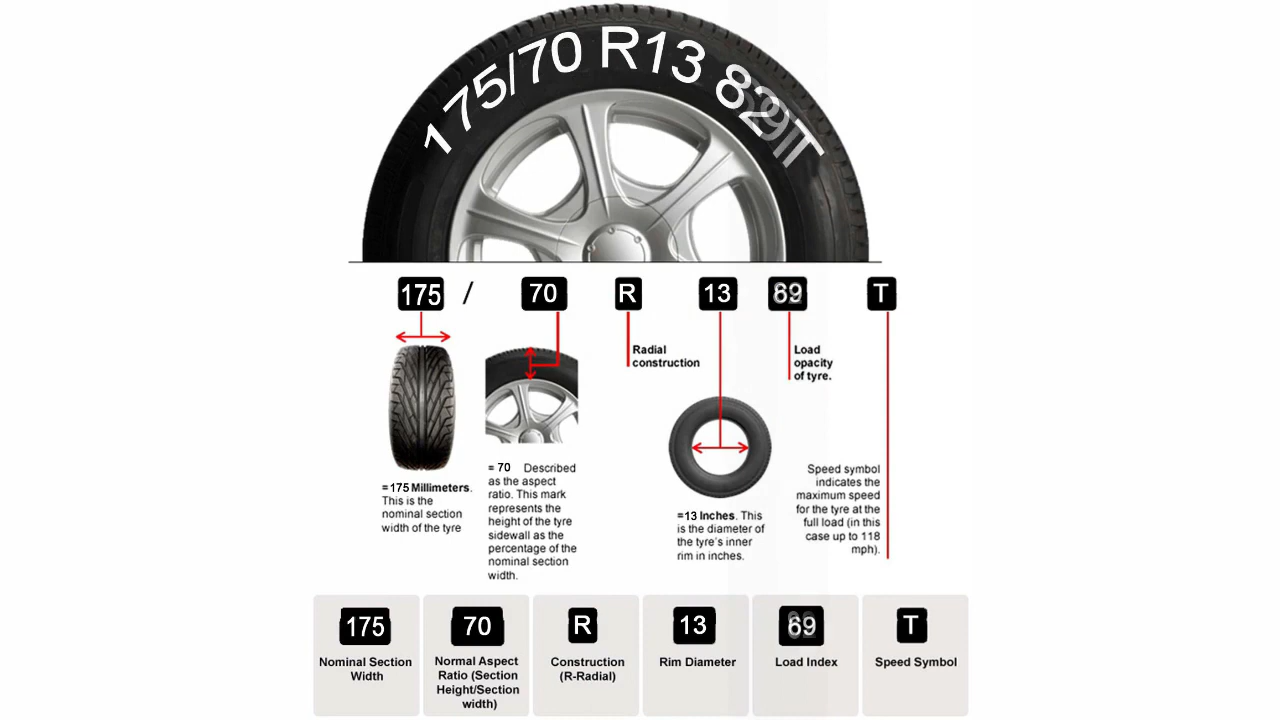 175/70 R13
175 / 70 R 13 T
Radial
construction
Load
opacity
of tyre.
=175 Millimeters.
This is the
nominal section
width of the tyre
= 70 Described
as the aspect
ratio. This mark
represents the
height of the tyre
sidewall as the
percentage of the
nominal section
width.
=13 Inches. This
is the diameter of
the tyre's inner
rim in inches.
Speed symbol
indicates the
maximum speed
for the tyre at the
full load (in this
case up to 118
mph).
175
Nominal Section
Width
70
Normal Aspect
Ratio (Section
Height/Section
width)
R
Construction
(R-Radial)
13
Rim Diameter
Load Index
T
Speed Symbol